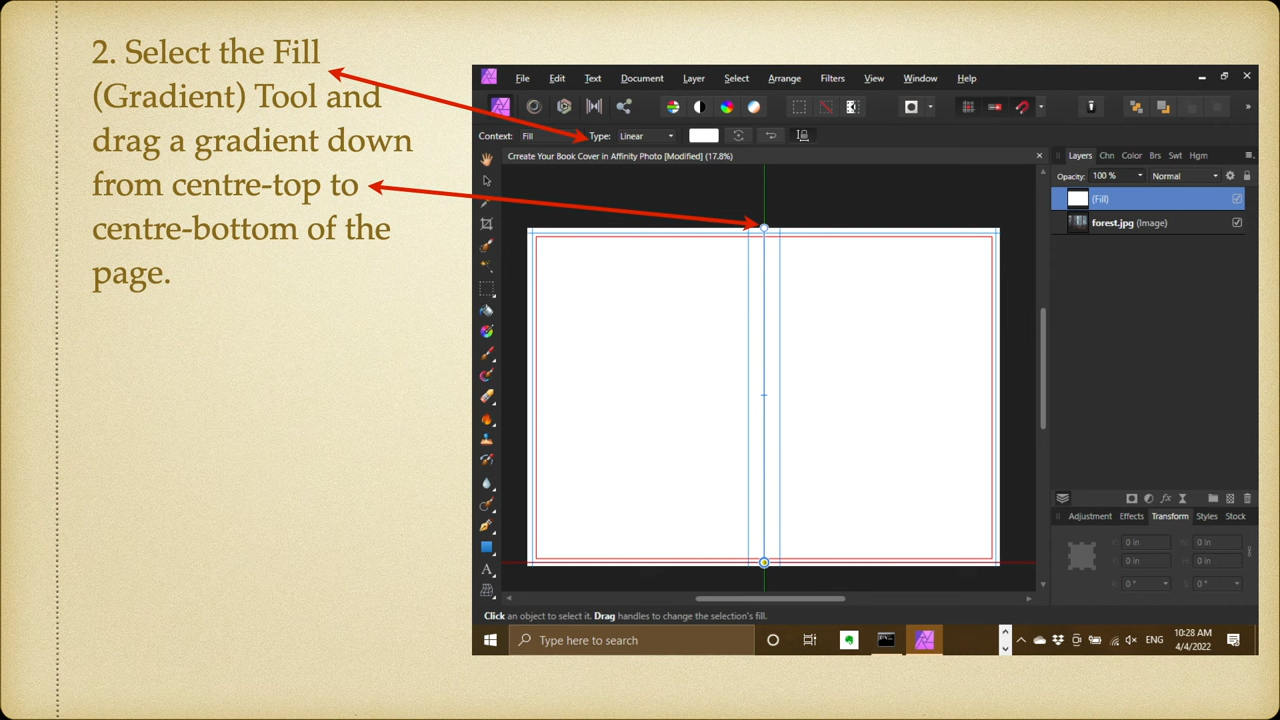 2. Select the Fill
(Gradient) Tool and
drag a gradient down
from centre-top to
centre-bottom of the
page.
File Edit Text Document Layer Select Arrange Filters View Window Help
Context: Fill Type: Linear
Crreate Your Book Cover in Affinity Photo [Modified] (17.8%)
Layers Chn Color Brs Swt Hgm
Opacity: 100 % Normal
(Fill)
forest.jpg (Image)
Adjustment Effects Transform Styles Stock
X: 0 in W: 0 in
Y: 0 in H: 0 in
R: 0 ° S: 0 °
Click an object to select it. Drag handles to change the selection's fill.
Type here to search
ENG
10:28 AM
4/4/2022